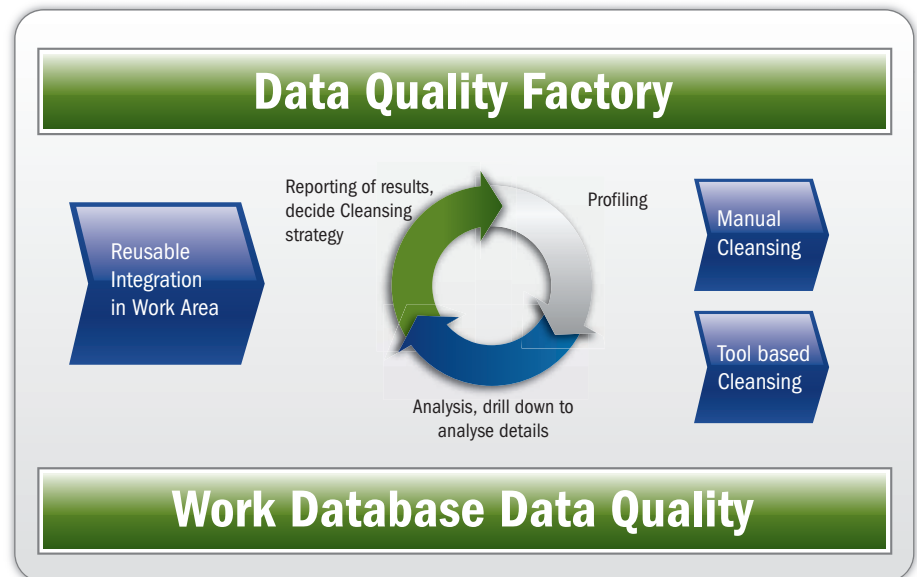 Data Quality Factory
Reusable
Integration
in Work Area
Reporting of results,
decide Cleansing
strategy
Profiling
Analysis, drill down to
analyse details
Manual
Cleansing
Tool based
Cleansing
Work Database Data Quality